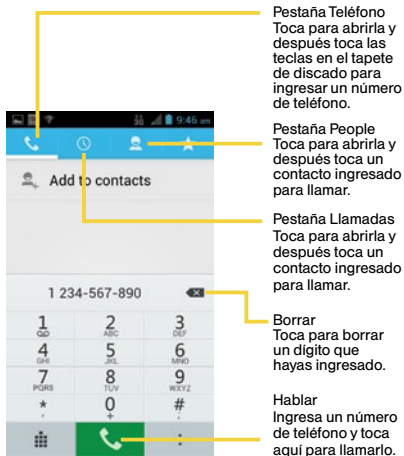 Pestaña Teléfono
Toca para abrirla y
después toca las
teclas en el tapete
de discado para
ingresar un número
de teléfono.
Pestaña People
Toca para abrirla y
después toca un
contacto ingresado
para llamar.
Pestaña Llamadas
Toca para abrirla y
después toca un
contacto ingresado
para llamar.
Borrar
Toca para borrar
un dígito que
hayas ingresado.
Hablar
Ingresa un número
de teléfono y toca
aquí para llamarlo.
9:46 am
Add to contacts
1 234-567-890
1 2 3
ABC DEF
4 5 6
GHI JKL MNO
7 8 9
PQRS TUV WXYZ
* 0 #
, + ;